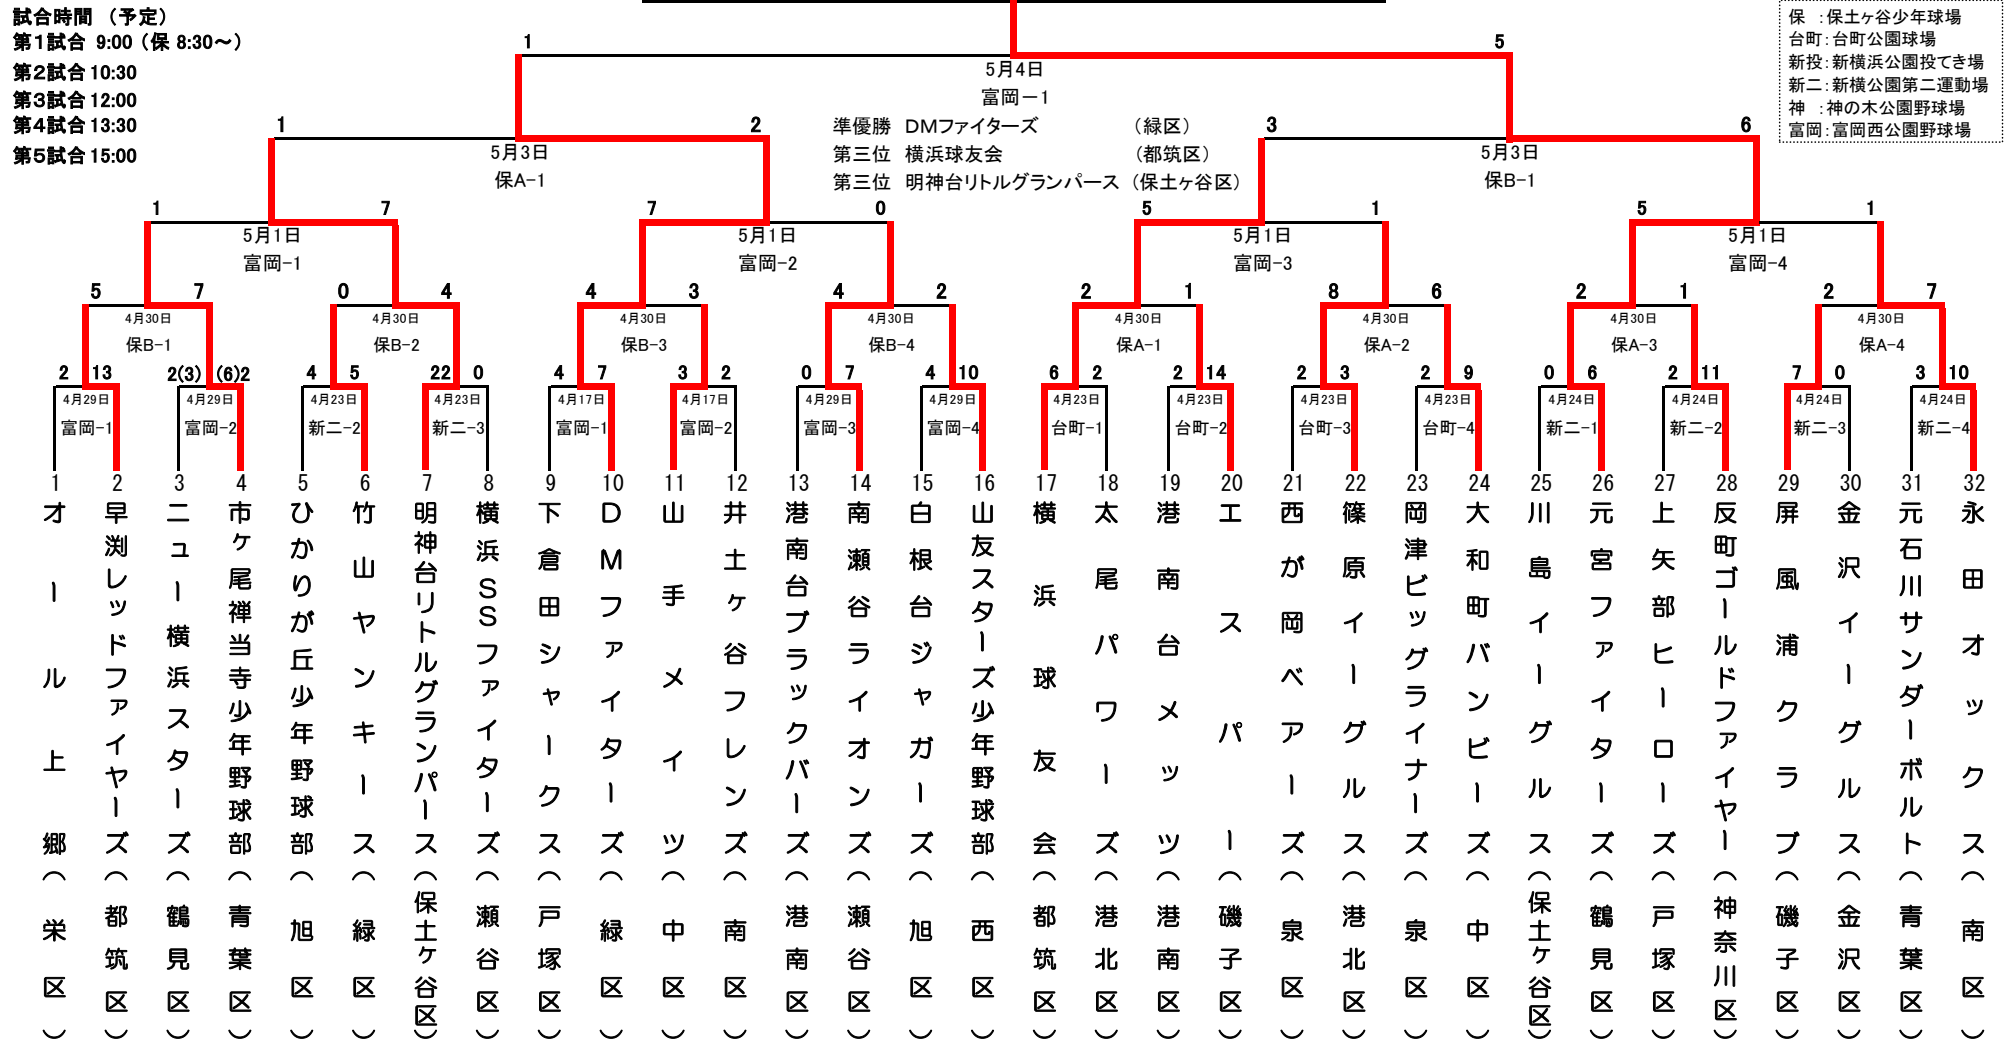 試合時間 （予定）
第1試合 9:00 (保 8:30～)
第2試合 10:30
第3試合 12:00
第4試合 13:30
第5試合 15:00
保 ：保土ヶ谷少年球場
台町：台町公園球場
新投：新横浜公園投てき場
新二：新横公園第二運動場
神 ：神の木公園野球場
富岡：富岡西公園野球場
1 5
5月4日
富岡－1
準優勝 DMファイターズ （緑区）
第三位 横浜球友会 （都筑区）
第三位 明神台リトルグランパース （保土ヶ谷区）
1 2 3 6
5月3日 5月3日
保A-1 保B-1
1 7 7 0 5 1 5 1
5月1日 5月1日 5月1日 5月1日
富岡-1 富岡-2 富岡-3 富岡-4
5 7 0 4 4 3 4 2 2 1 8 6 2 1 2 7
4月30日 4月30日 4月30日 4月30日 4月30日 4月30日 4月30日 4月30日
保B-1 保B-2 保B-3 保B-4 保A-1 保A-2 保A-3 保A-4
2 13 2(3) (6)2 4 5 22 0 4 7 3 2 0 7 4 10 6 2 2 14 2 3 2 9 0 6 2 11 7 0 3 10
4月29日 4月29日 4月23日 4月23日 4月17日 4月17日 4月29日 4月29日 4月23日 4月23日 4月23日 4月23日 4月24日 4月24日 4月24日 4月24日
富岡-1 富岡-2 新二-2 新二-3 富岡-1 富岡-2 富岡-3 富岡-4 台町-1 台町-2 台町-3 台町-4 新二-1 新二-2 新二-3 新二-4
1 オール上郷（栄区）
2 早渕レッドファイヤーズ（都筑区）
3 ニュー横浜スターズ（鶴見区）
4 市ヶ尾禅当寺少年野球部（青葉区）
5 ひかりが丘少年野球部（旭区）
6 竹山ヤンキース（緑区）
7 明神台リトルグランパース（保土ヶ谷区）
8 横浜SSファイターズ（瀬谷区）
9 下倉田シャークス（戸塚区）
10 DMファイターズ（緑区）
11 山手メイツ（中区）
12 井土ヶ谷フレンズ（南区）
13 港南台ブラックバーズ（港南区）
14 南瀬谷ライオンズ（瀬谷区）
15 白根台ジャガーズ（旭区）
16 山友スターズ少年野球部（西区）
17 横浜球友会（都筑区）
18 太尾パワーズ（港北区）
19 港南台メッツ（港南区）
20 エスパー（磯子区）
21 西が岡ベアーズ（泉区）
22 篠原イーグルス（港北区）
23 岡津ビッグライナーズ（泉区）
24 大和町バンビーズ（中区）
25 川島イーグルス（保土ヶ谷区）
26 元宮ファイターズ（鶴見区）
27 上矢部ヒーローズ（戸塚区）
28 反町ゴールドファイヤー（神奈川区）
29 屏風浦クラブ（磯子区）
30 金沢イーグルス（金沢区）
31 元石川サンダーボルト（青葉区）
32 永田オックス（南区）